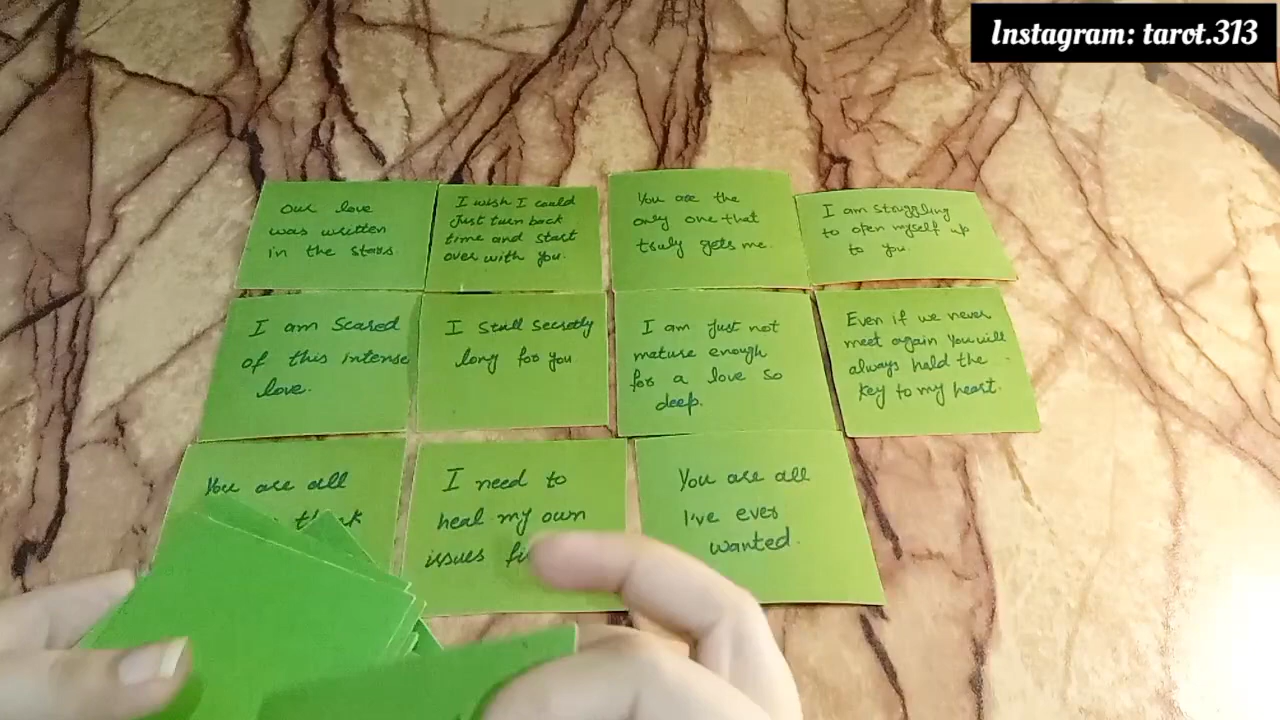 Instagram: tarot.313
our love
was written
in the stars.
I wish I could
Just turn back
time and start
over with you.
You are the
only one that
truly gets me.
I am struggling
to open myself up
to you.
I am scared
of this intense
love.
I still secretly
long for you
I am just not
mature enough
for a love so
deep.
Even if we never
meet again you will
always hold the
key to my heart.
You are all
I need to
heal my own
issues
You are all
I've ever
wanted.